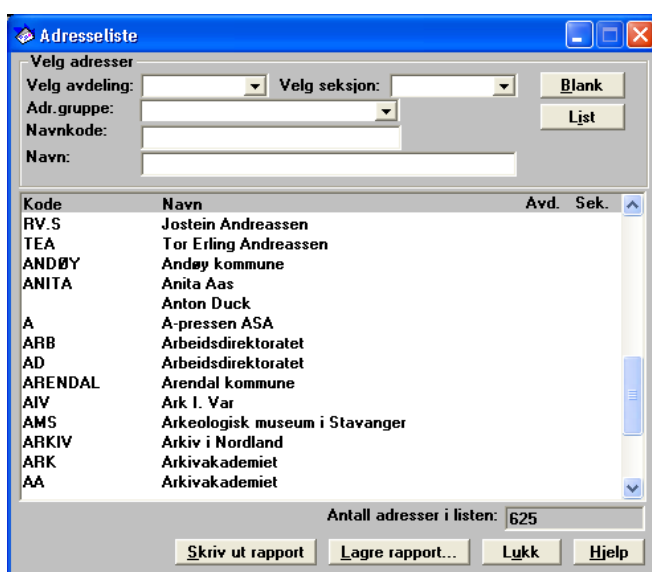 Adresseliste
Velg adresser
Velg avdeling: Velg seksjon: Blank
Adr.gruppe: List
Navnkode:
Navn:
Kode Navn Avd. Sek.
RV.S Jostein Andreassen
TEA Tor Erling Andreassen
ANDØY Andøy kommune
ANITA Anita Aas
Anton Duck
A A-pressen ASA
ARB Arbeidsdirektoratet
AD Arbeidsdirektoratet
ARENDAL Arendal kommune
AIV Ark I. Var
AMS Arkeologisk museum i Stavanger
ARKIV Arkiv i Nordland
ARK Arkivakademiet
AA Arkivakademiet
Antall adresser i listen: 625
Skriv ut rapport Lagre rapport... Lukk Hjelp